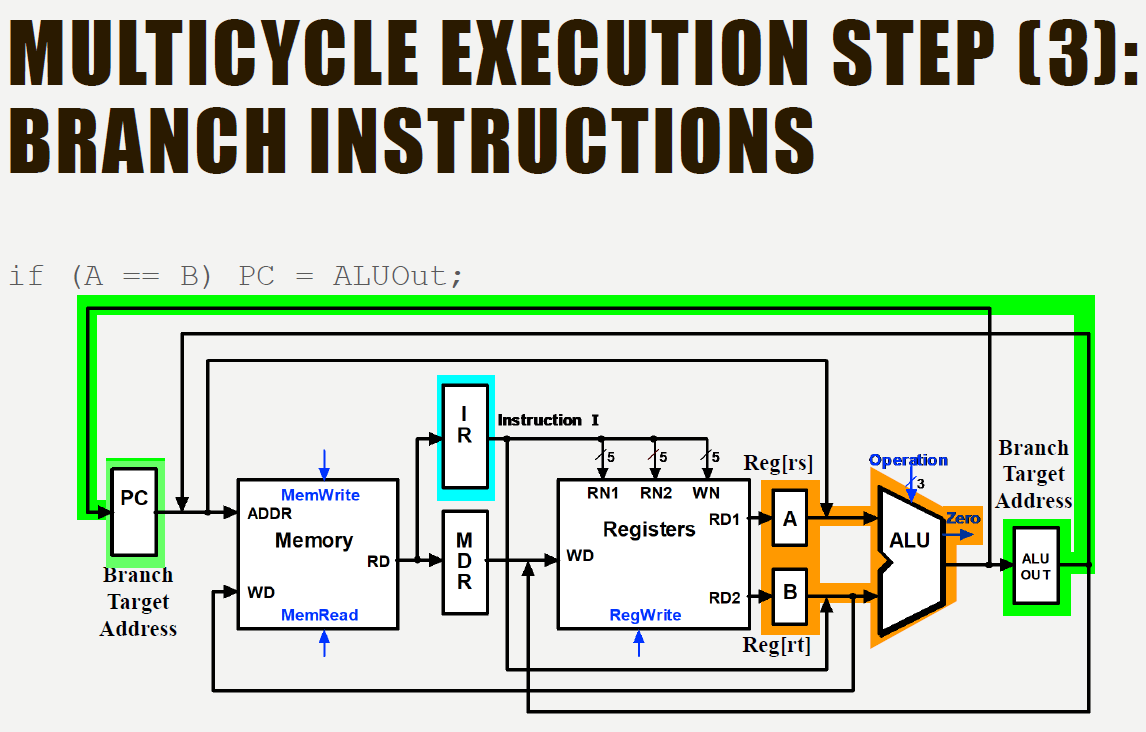 MULTICYCLE EXECUTION STEP (3):
BRANCH INSTRUCTIONS
if (A == B) PC = ALUOut;
I
R
Instruction I
5
5
5
Reg[rs]
Operation
3
Branch
Target
Address
PC
MemWrite
ADDR
Memory
RD
WD
MemRead
M
D
R
RN1
RN2
WN
Registers
RD1
WD
RD2
RegWrite
A
B
Reg[rt]
ALU
Zero
ALU
OUT
Branch
Target
Address